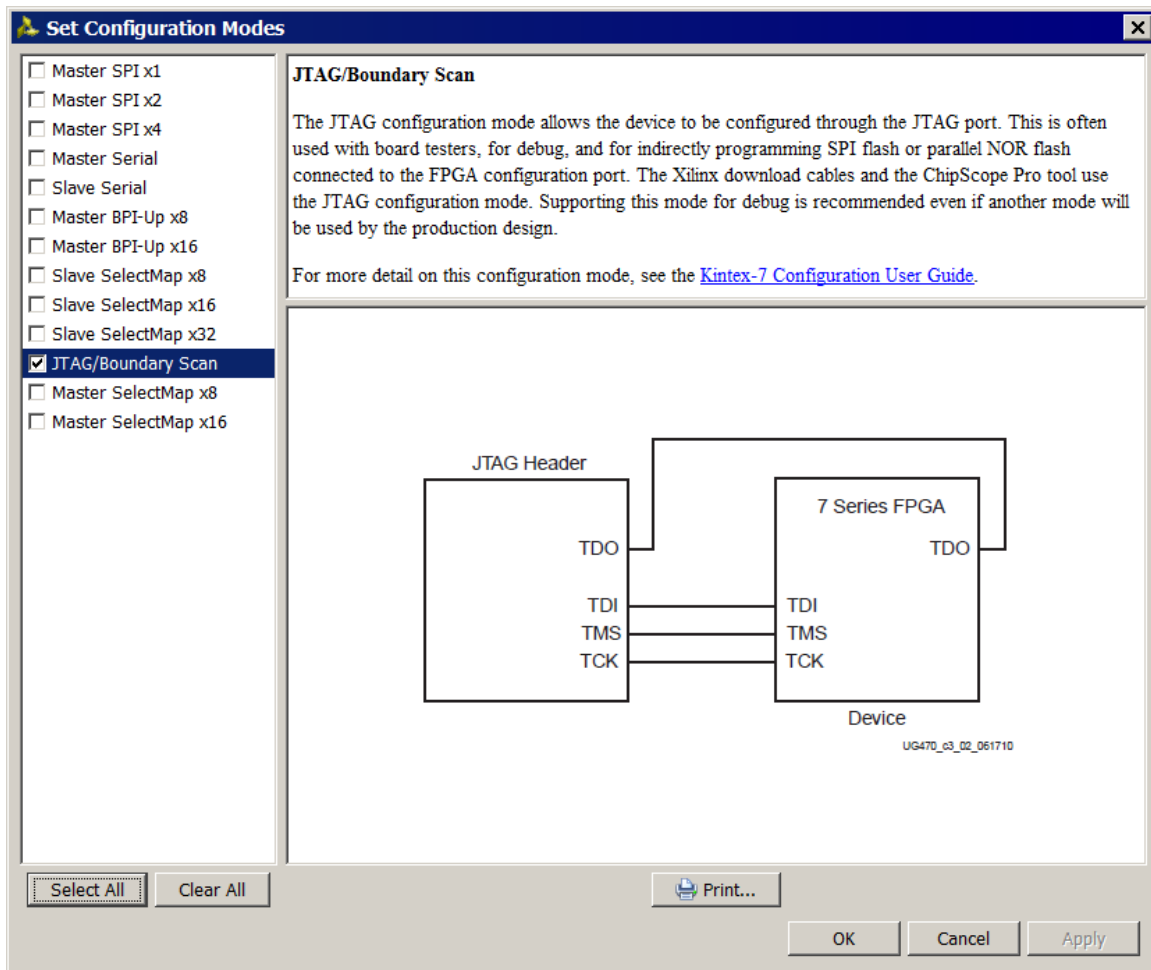 Set Configuration Modes
Master SPI x1
Master SPI x2
Master SPI x4
Master Serial
Slave Serial
Master BPI-Up x8
Master BPI-Up x16
Slave SelectMap x8
Slave SelectMap x16
Slave SelectMap x32
JTAG/Boundary Scan
Master SelectMap x8
Master SelectMap x16
JTAG/Boundary Scan
The JTAG configuration mode allows the device to be configured through the JTAG port. This is often
used with board testers, for debug, and for indirectly programming SPI flash or parallel NOR flash
connected to the FPGA configuration port. The Xilinx download cables and the ChipScope Pro tool use
the JTAG configuration mode. Supporting this mode for debug is recommended even if another mode will
be used by the production design.
For more detail on this configuration mode, see the Kintex-7 Configuration User Guide.
JTAG Header
TDO
TDI
TMS
TCK
7 Series FPGA
TDO
TDI
TMS
TCK
Device
UG470_c3_02_061710
Select All
Clear All
Print...
OK
Cancel
Apply